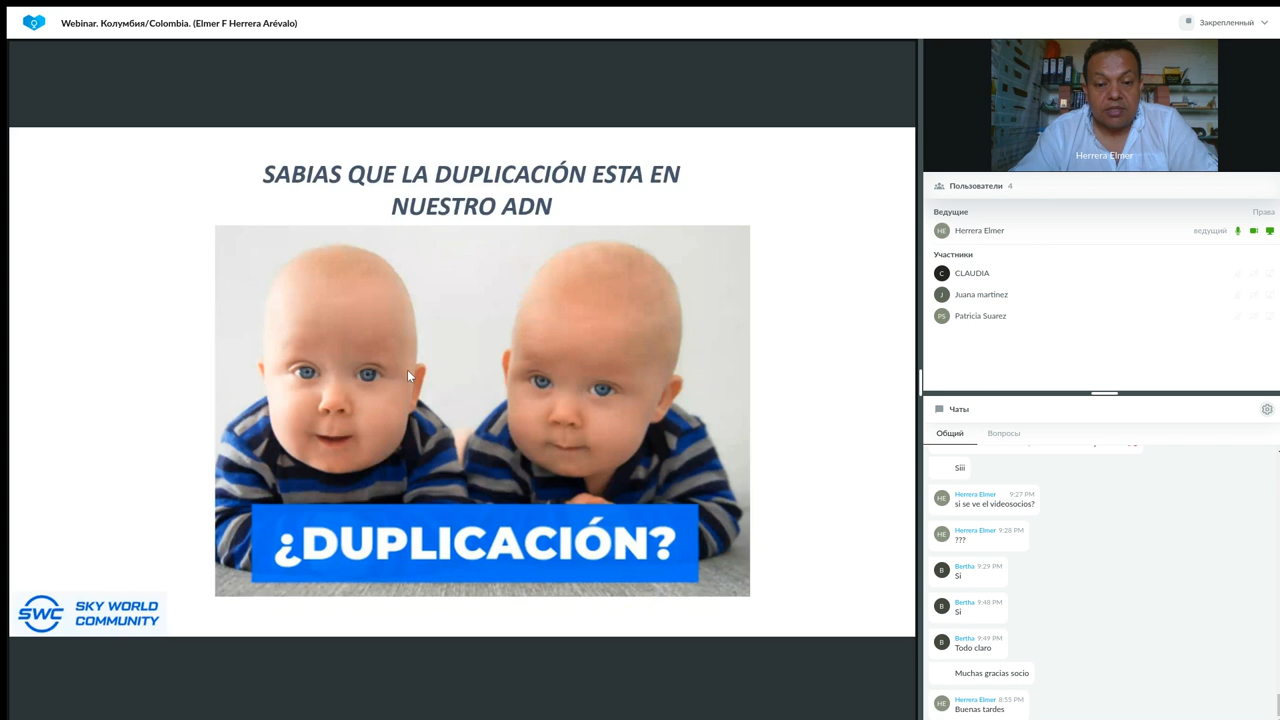 Webinar. Колумбия/Colombia. (Elmer F Herrera Arévalo)
Закрепленный
SABIAS QUE LA DUPLICACIÓN ESTA EN
NUESTRO ADN
¿DUPLICACIÓN?
SWC SKY WORLD
COMMUNITY
Herrera Elmer
Пользователи 4
Ведущие Права
HE Herrera Elmer ведущий
Участники
C CLAUDIA
J Juana martinez
PS Patricia Suarez
Чаты
Общий Вопросы
Siii
HE Herrera Elmer 9:27 PM
si se ve el videosocios?
HE Herrera Elmer 9:28 PM
???
B Bertha 9:29 PM
Si
B Bertha 9:48 PM
Si
B Bertha 9:49 PM
Todo claro
Muchas gracias socio
HE Herrera Elmer 8:55 PM
Buenas tardes